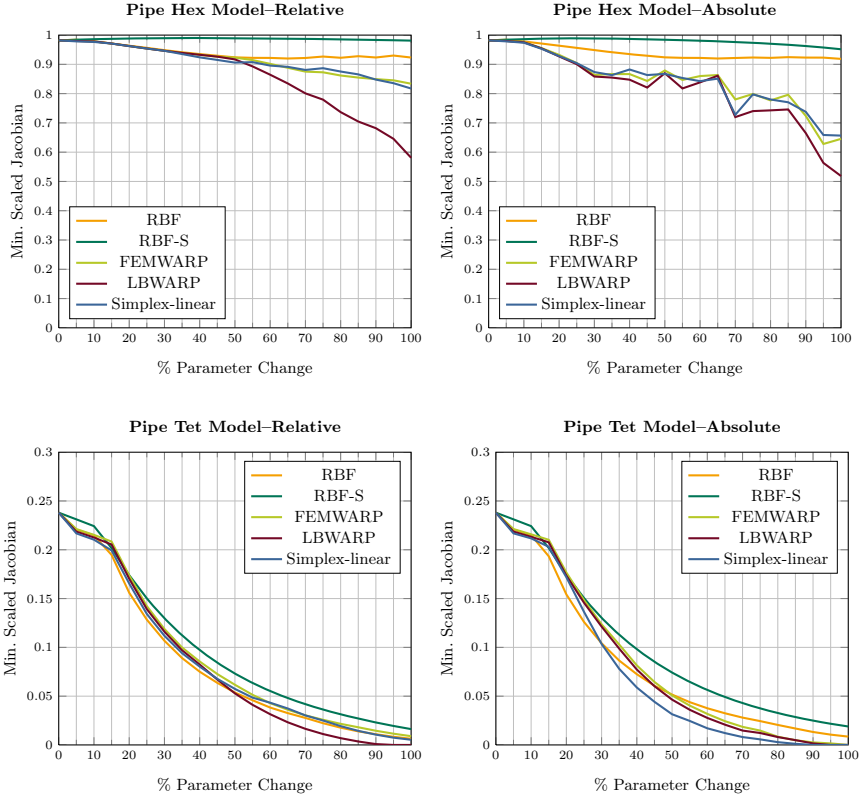 Pipe Hex Model–Relative
1
0.9
0.8
0.7
0.6
0.5
0.4
0.3
0.2
0.1
0
Min. Scaled Jacobian
RBF
RBF-S
FEMWARP
LBWARP
Simplex-linear
0 10 20 30 40 50 60 70 80 90 100
% Parameter Change
Pipe Hex Model–Absolute
1
0.9
0.8
0.7
0.6
0.5
0.4
0.3
0.2
0.1
0
Min. Scaled Jacobian
RBF
RBF-S
FEMWARP
LBWARP
Simplex-linear
0 10 20 30 40 50 60 70 80 90 100
% Parameter Change
Pipe Tet Model–Relative
0.3
0.25
0.2
0.15
0.1
0.05
0
Min. Scaled Jacobian
RBF
RBF-S
FEMWARP
LBWARP
Simplex-linear
0 10 20 30 40 50 60 70 80 90 100
% Parameter Change
Pipe Tet Model–Absolute
0.3
0.25
0.2
0.15
0.1
0.05
0
Min. Scaled Jacobian
RBF
RBF-S
FEMWARP
LBWARP
Simplex-linear
0 10 20 30 40 50 60 70 80 90 100
% Parameter Change